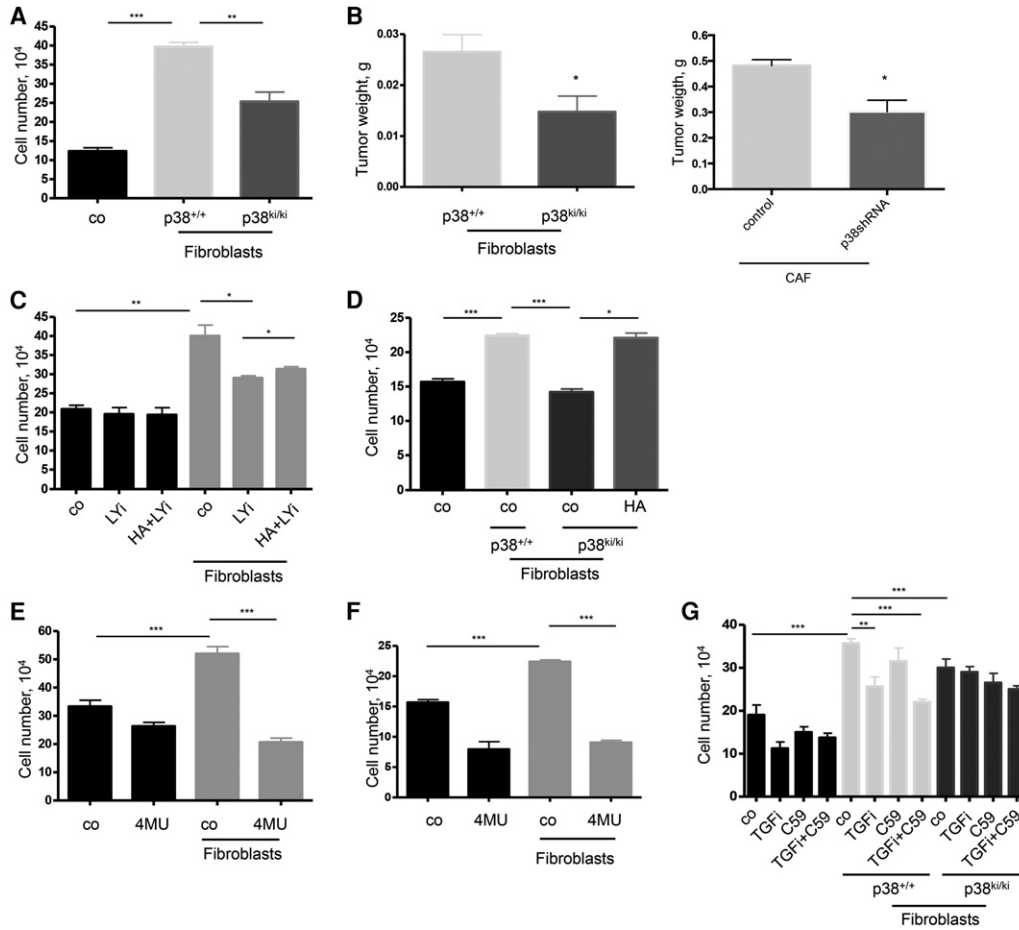 A
***
**
45
40
35
30
25
20
15
10
5
0
Cell number, 10⁴
co
p38+/+
p38ki/ki
Fibroblasts
B
0.03
0.02
0.01
0.00
Tumor weight, g
*
p38+/+
p38ki/ki
Fibroblasts
0.6
0.5
0.4
0.3
0.2
0.1
0.0
Tumor weigth, g
*
control
p38shRNA
CAF
C
**
*
*
45
40
35
30
25
20
15
10
5
0
Cell number, 10⁴
co
LYi
HA+LYi
co
LYi
HA+LYi
Fibroblasts
D
***
***
*
25
20
15
10
5
0
Cell number, 10⁴
co
co
co
HA
p38+/+
p38ki/ki
Fibroblasts
E
***
***
60
50
40
30
20
10
0
Cell number, 10⁴
co
4MU
co
4MU
Fibroblasts
F
***
***
25
20
15
10
5
0
Cell number, 10⁴
co
4MU
co
4MU
Fibroblasts
G
***
***
**
***
40
30
20
10
0
Cell number, 10⁴
co
TGFi
C59
TGFi+C59
co
TGFi
C59
TGFi+C59
co
TGFi
C59
TGFi+C59
p38+/+
p38ki/ki
Fibroblasts